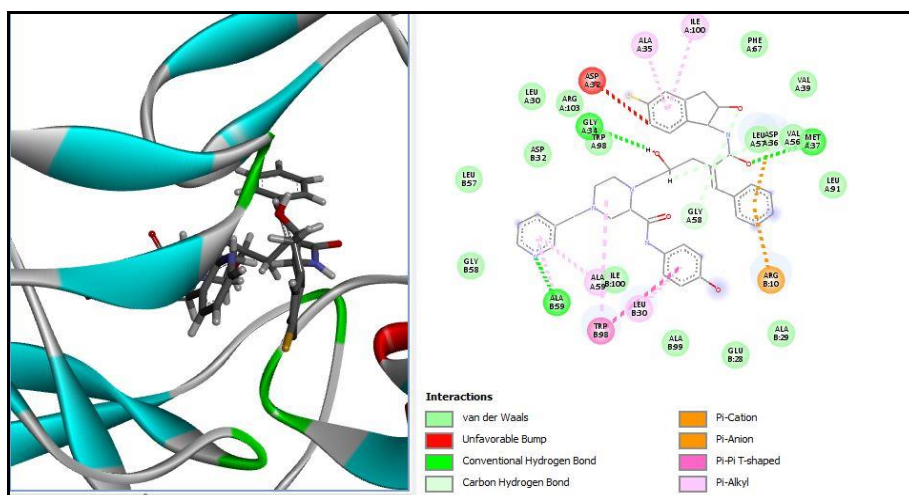 ILE
A:100
ALA
A:35
PHE
A:67
ASP
A:32
VAL
A:39
LEU
A:30
ARG
A:103
GLY
A:34
TRP
A:98
LEU
A:57
ASP
A:36
VAL
A:56
MET
A:37
ASP
B:32
H
O
N
O
LEU
B:57
H
LEU
A:91
GLY
A:58
N
N
O
GLY
B:58
N
N
ALA
A:59
ILE
B:100
ARG
B:10
ALA
B:59
LEU
B:30
TRP
B:98
ALA
B:99
GLU
B:28
ALA
B:29
Interactions
van der Waals
Unfavorable Bump
Conventional Hydrogen Bond
Carbon Hydrogen Bond
Pi-Cation
Pi-Anion
Pi-Pi T-shaped
Pi-Alkyl